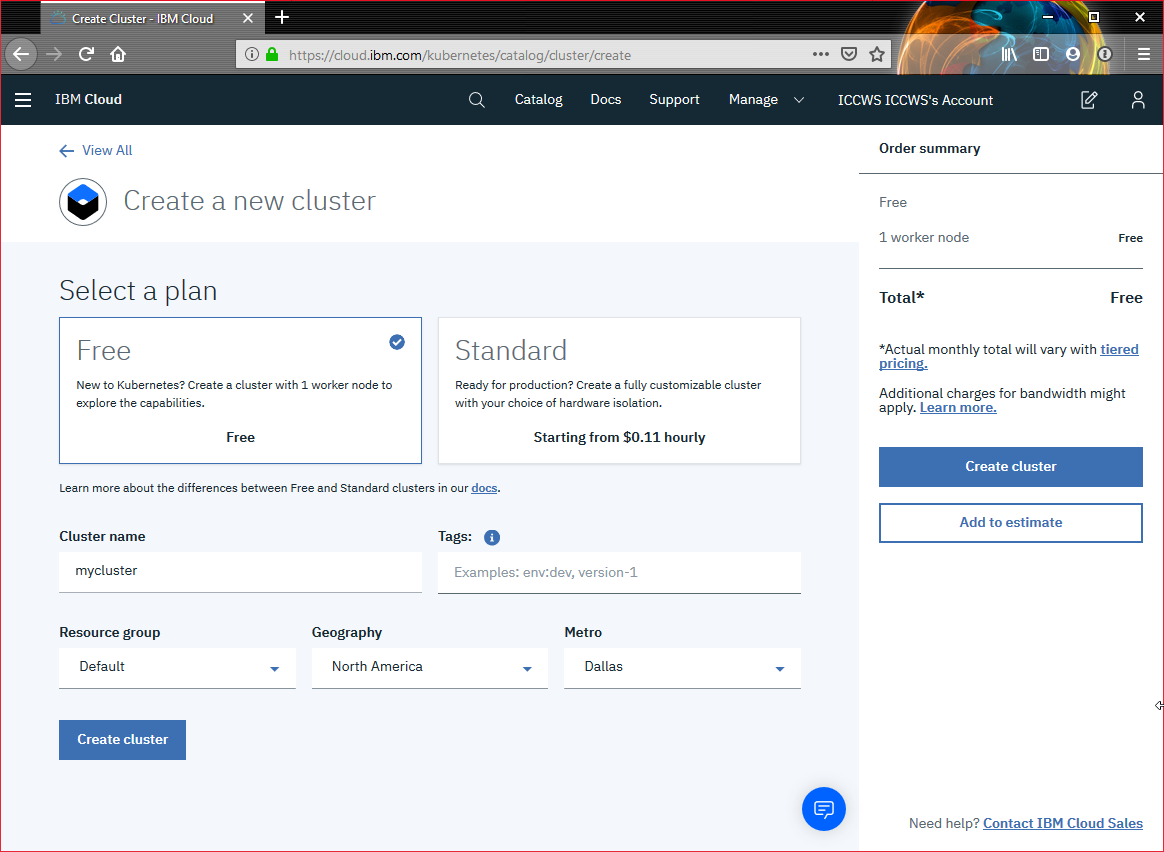 Create Cluster - IBM Cloud
https://cloud.ibm.com/kubernetes/catalog/cluster/create
IBM Cloud
Catalog
Docs
Support
Manage
ICCWS ICCWS's Account
View All
Create a new cluster
Select a plan
Free
New to Kubernetes? Create a cluster with 1 worker node to
explore the capabilities.
Free
Standard
Ready for production? Create a fully customizable cluster
with your choice of hardware isolation.
Starting from $0.11 hourly
Learn more about the differences between Free and Standard clusters in our docs.
Cluster name
mycluster
Tags:
Examples: env:dev, version-1
Resource group
Default
Geography
North America
Metro
Dallas
Create cluster
Order summary
Free
1 worker node Free
Total* Free
*Actual monthly total will vary with tiered
pricing.
Additional charges for bandwidth might
apply. Learn more.
Create cluster
Add to estimate
Need help? Contact IBM Cloud Sales